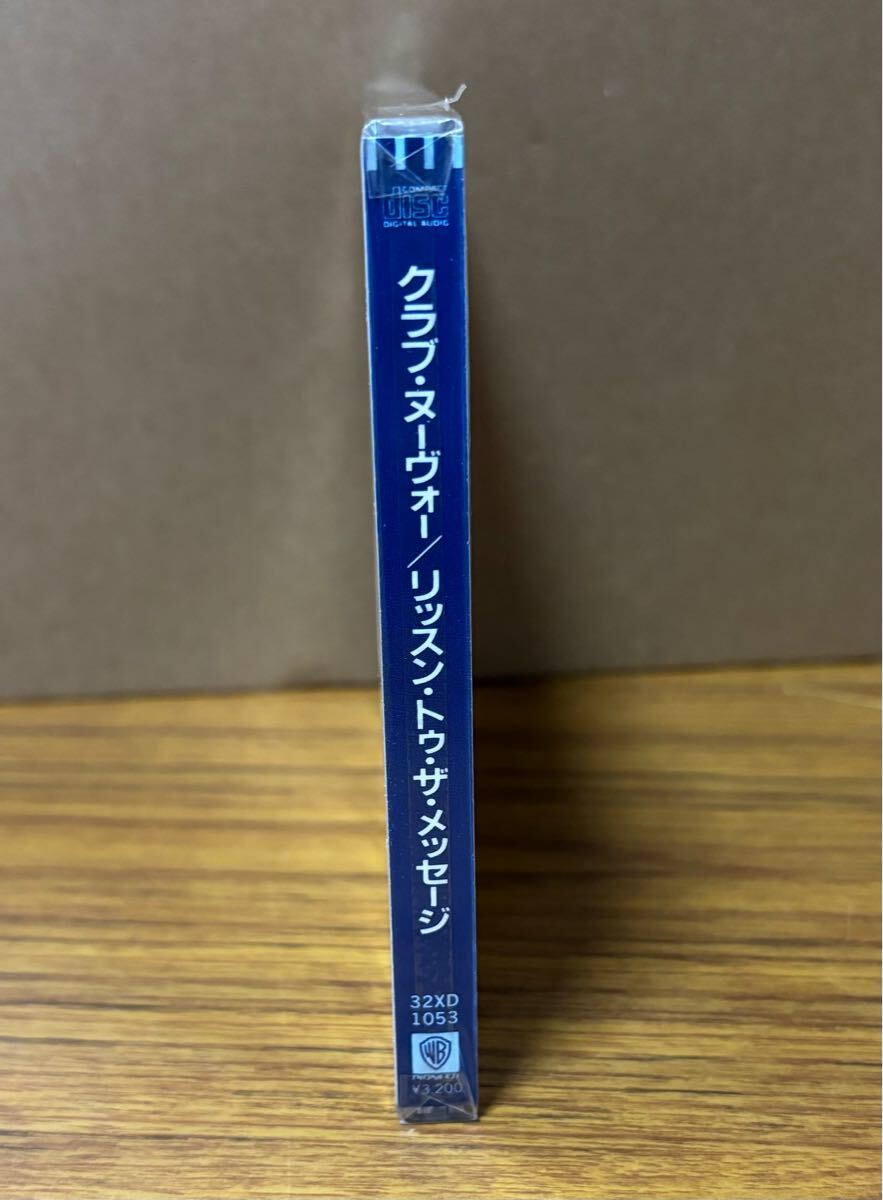 COMPACT
disc
DIGITAL AUDIO
クラブ・ヌーヴォー/リッスン・トゥ・ザ・メッセージ
32XD
1053
WB
PIONEER
¥3,200